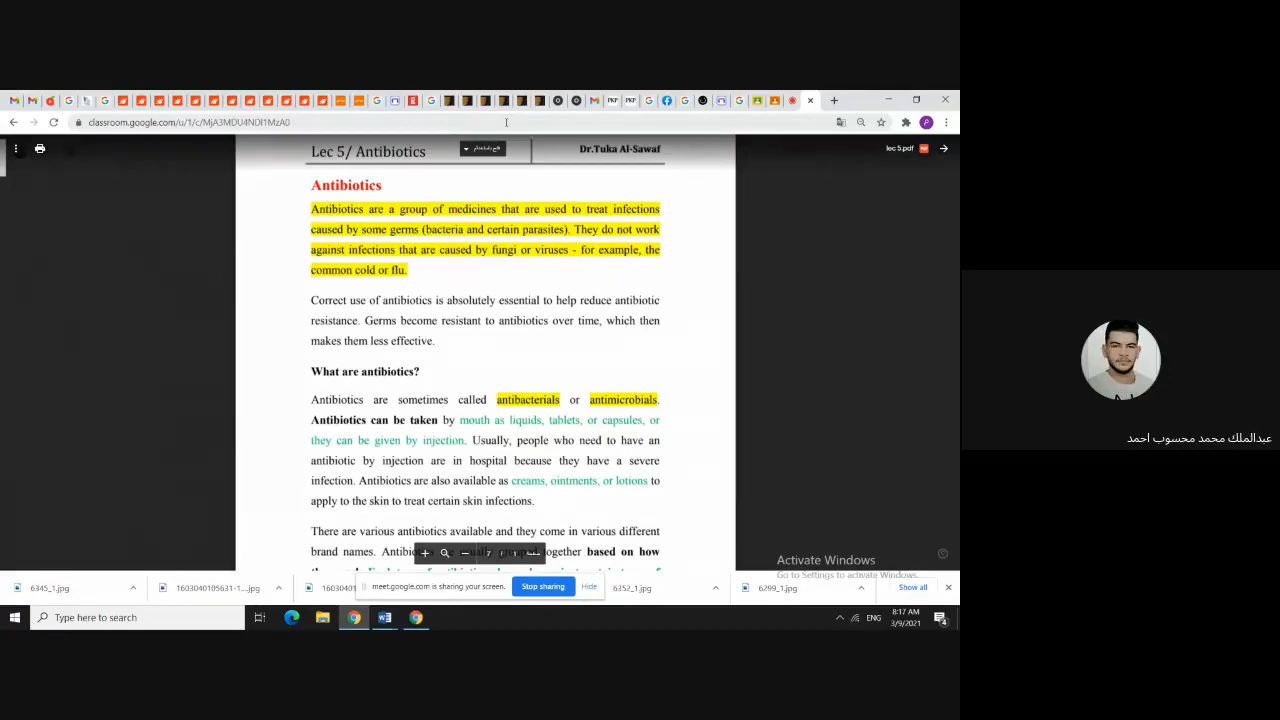 classroom.google.com/u/1/c/MjA3MDU4NDI1MzA0
lec 5.pdf
Lec 5/ Antibiotics
Dr.Tuka Al-Sawaf
Antibiotics
Antibiotics are a group of medicines that are used to treat infections
caused by some germs (bacteria and certain parasites). They do not work
against infections that are caused by fungi or viruses - for example, the
common cold or flu.
Correct use of antibiotics is absolutely essential to help reduce antibiotic
resistance. Germs become resistant to antibiotics over time, which then
makes them less effective.
What are antibiotics?
Antibiotics are sometimes called antibacterials or antimicrobials.
Antibiotics can be taken by mouth as liquids, tablets, or capsules, or
they can be given by injection. Usually, people who need to have an
antibiotic by injection are in hospital because they have a severe
infection. Antibiotics are also available as creams, ointments, or lotions to
apply to the skin to treat certain skin infections.
There are various antibiotics available and they come in various different
brand names. together based on how
عبدالملك محمد محسوب احمد
Activate Windows
Go to Settings to activate Windows.
6345_1.jpg
1603040105631-1...jpg
meet.google.com is sharing your screen.
Stop sharing
Hide
6352_1.jpg
6299_1.jpg
Show all
Type here to search
ENG
8:17 AM
3/9/2021